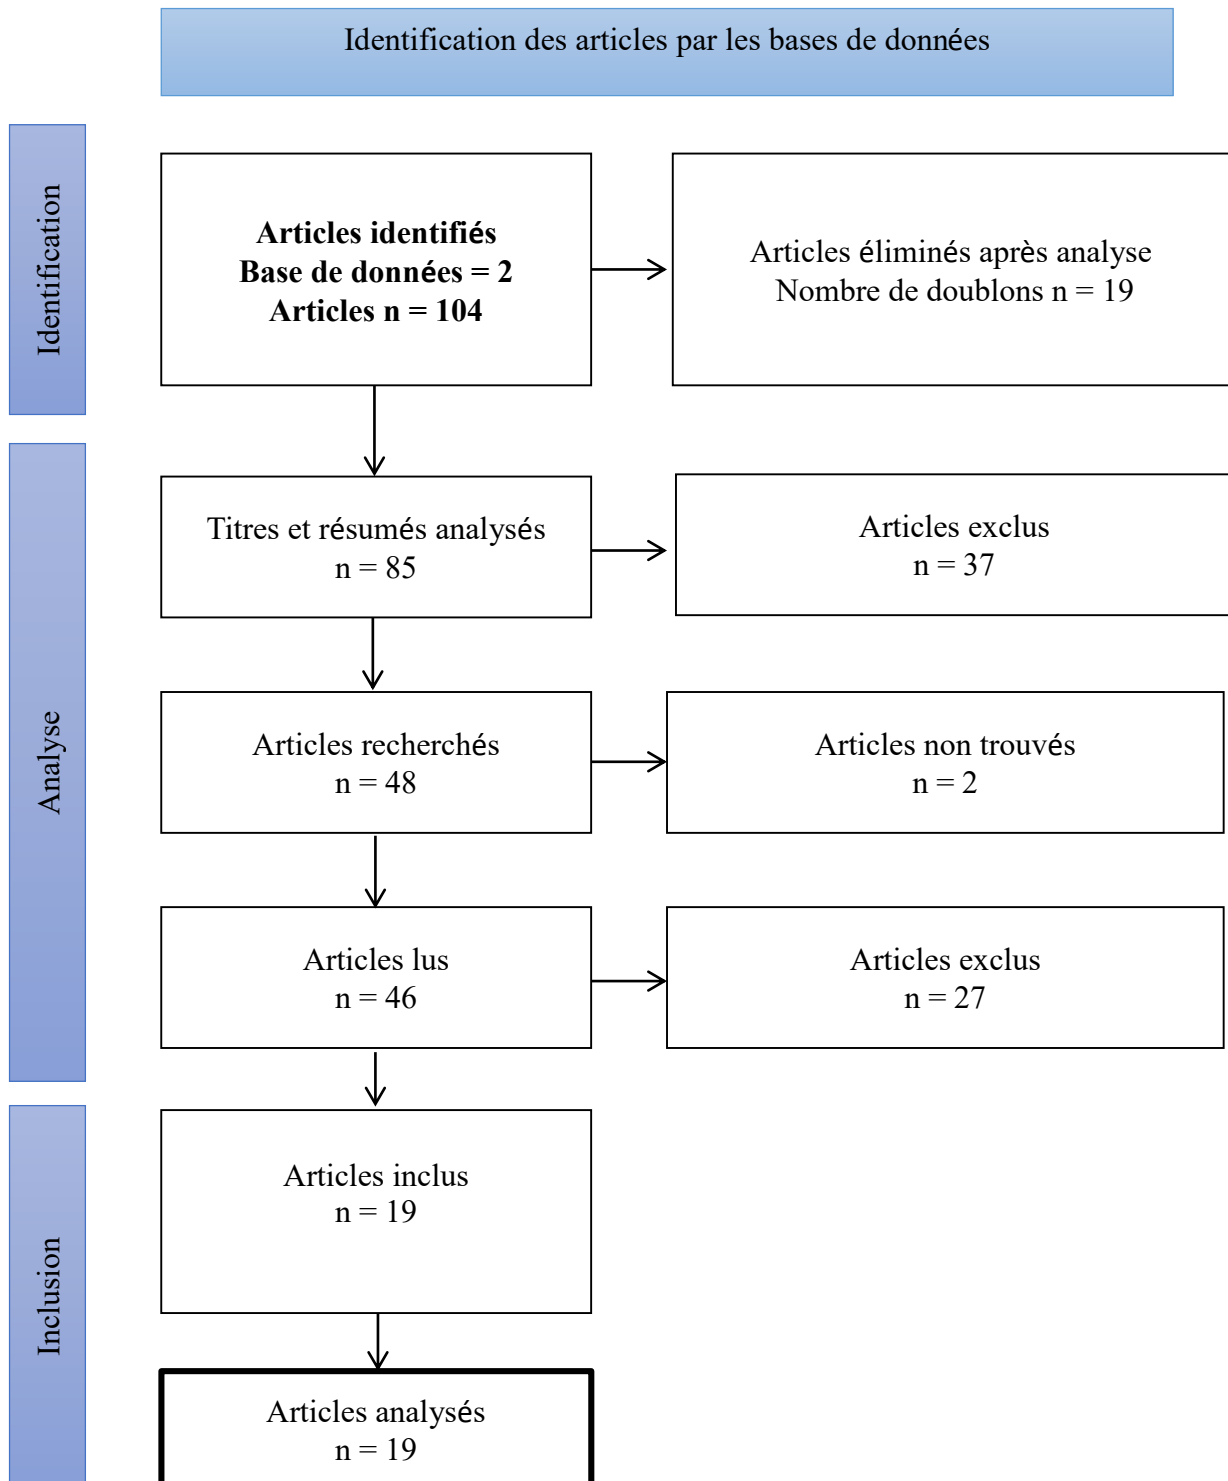 Identification des articles par les bases de données
Identification
Articles identifiés
Base de données = 2
Articles n = 104
Articles éliminés après analyse
Nombre de doublons n = 19
Analyse
Titres et résumés analysés
n = 85
Articles exclus
n = 37
Articles recherchés
n = 48
Articles non trouvés
n = 2
Articles lus
n = 46
Articles exclus
n = 27
Inclusion
Articles inclus
n = 19
Articles analysés
n = 19